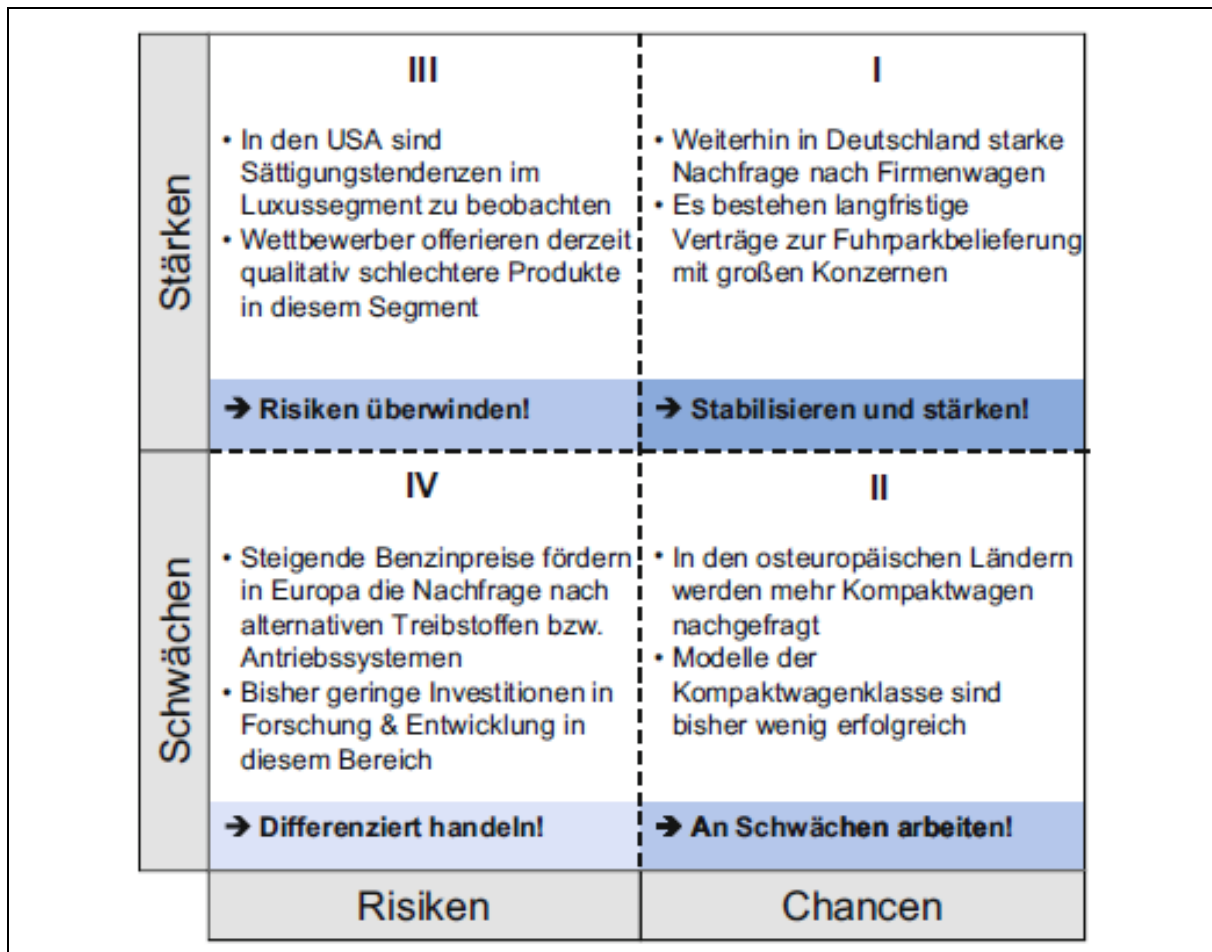 Stärken
III
• In den USA sind
Sättigungstendenzen im
Luxussegment zu beobachten
• Wettbewerber offerieren derzeit
qualitativ schlechtere Produkte
in diesem Segment
➔ Risiken überwinden!
I
• Weiterhin in Deutschland starke
Nachfrage nach Firmenwagen
• Es bestehen langfristige
Verträge zur Fuhrparkbelieferung
mit großen Konzernen
➔ Stabilisieren und stärken!
Schwächen
IV
• Steigende Benzinpreise fördern
in Europa die Nachfrage nach
alternativen Treibstoffen bzw.
Antriebssystemen
• Bisher geringe Investitionen in
Forschung & Entwicklung in
diesem Bereich
➔ Differenziert handeln!
II
• In den osteuropäischen Ländern
werden mehr Kompaktwagen
nachgefragt
• Modelle der
Kompaktwagenklasse sind
bisher wenig erfolgreich
➔ An Schwächen arbeiten!
Risiken
Chancen